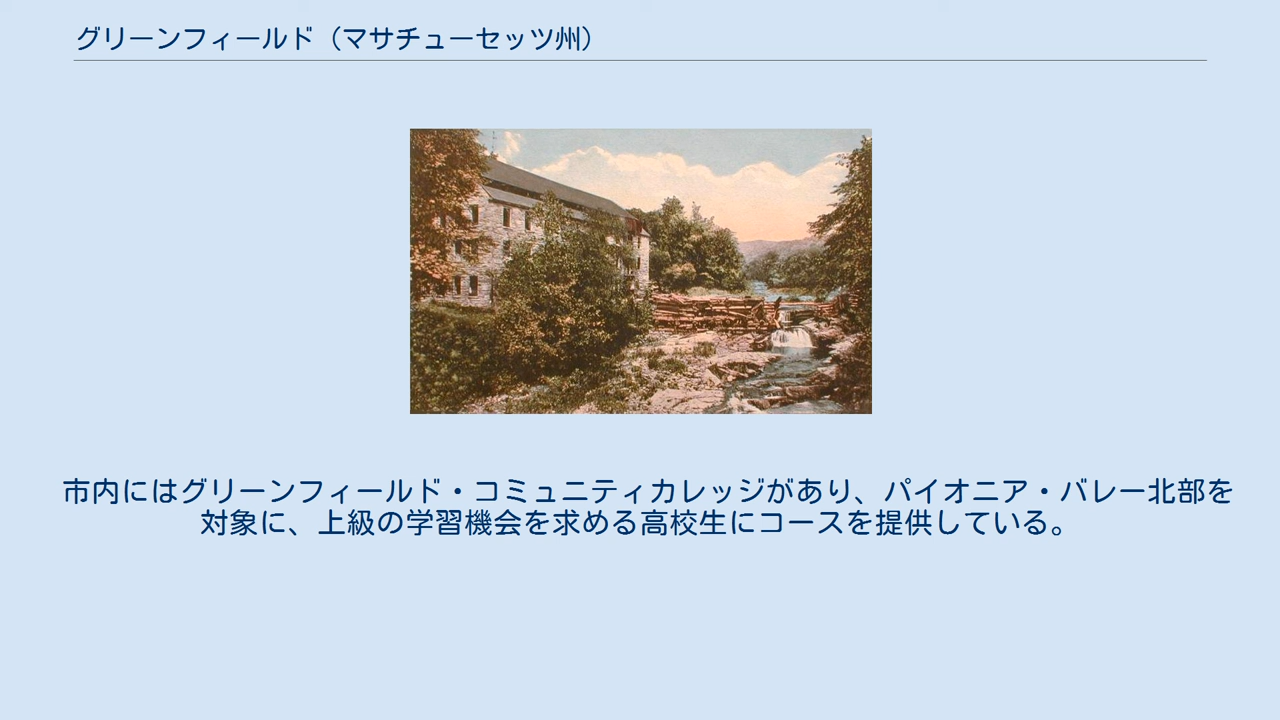 グリーンフィールド（マサチューセッツ州）
市内にはグリーンフィールド・コミュニティカレッジがあり、パイオニア・バレー北部を
対象に、上級の学習機会を求める高校生にコースを提供している。